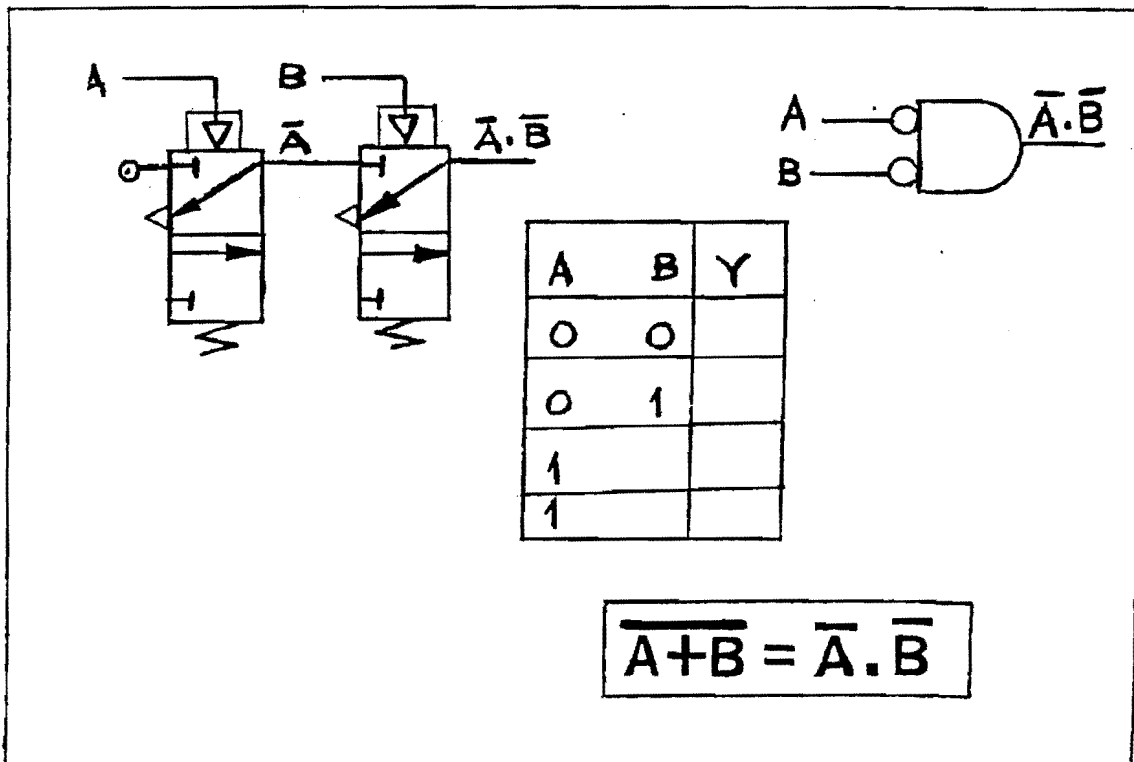 A B
A̅ A̅.B̅
A A̅.B̅
B
A B Y
0 0
0 1
1
1
A̅+̅B̅ = A̅.B̅